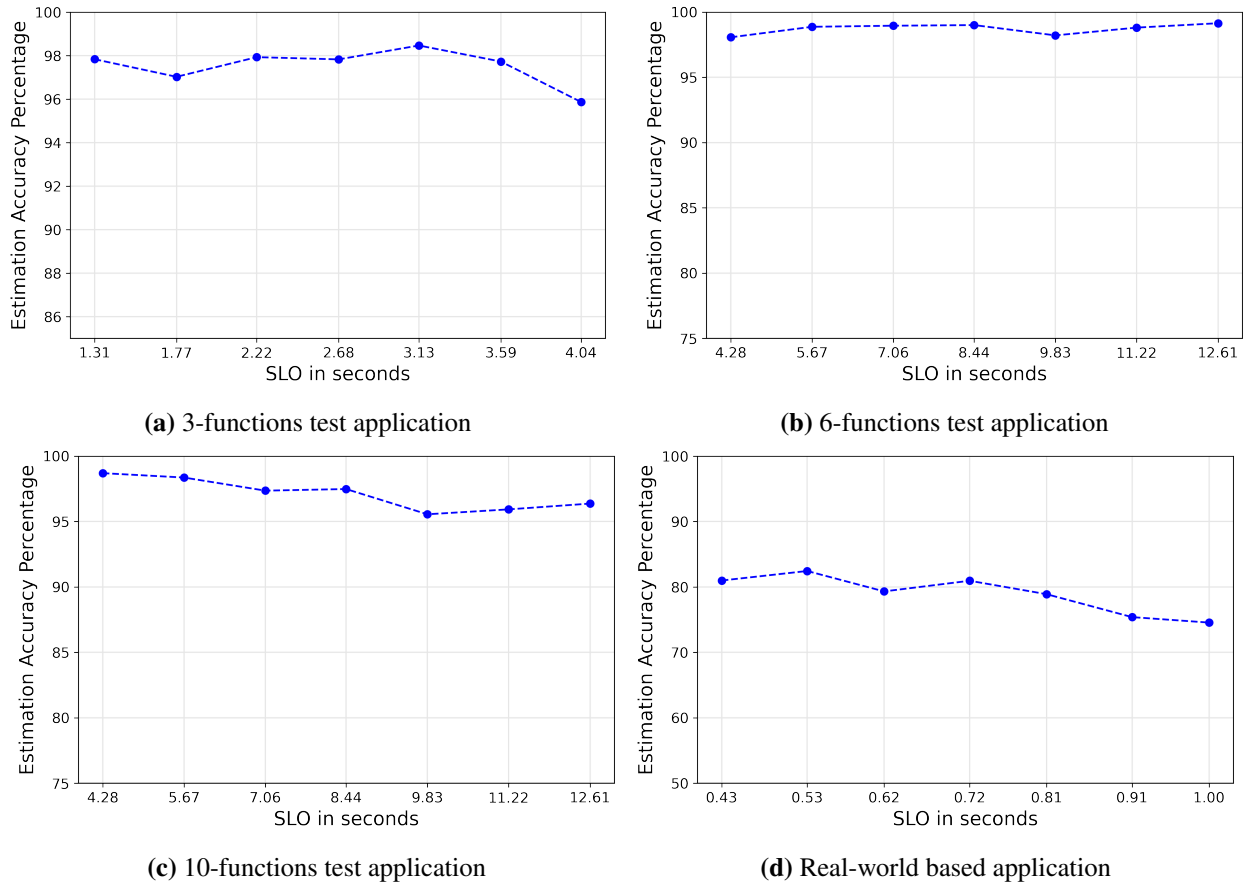 100
98
96
94
92
90
88
86
Estimation Accuracy Percentage
1.31 1.77 2.22 2.68 3.13 3.59 4.04
SLO in seconds
(a) 3-functions test application
100
95
90
85
80
75
Estimation Accuracy Percentage
4.28 5.67 7.06 8.44 9.83 11.22 12.61
SLO in seconds
(b) 6-functions test application
100
95
90
85
80
75
Estimation Accuracy Percentage
4.28 5.67 7.06 8.44 9.83 11.22 12.61
SLO in seconds
(c) 10-functions test application
100
90
80
70
60
50
Estimation Accuracy Percentage
0.43 0.53 0.62 0.72 0.81 0.91 1.00
SLO in seconds
(d) Real-world based application